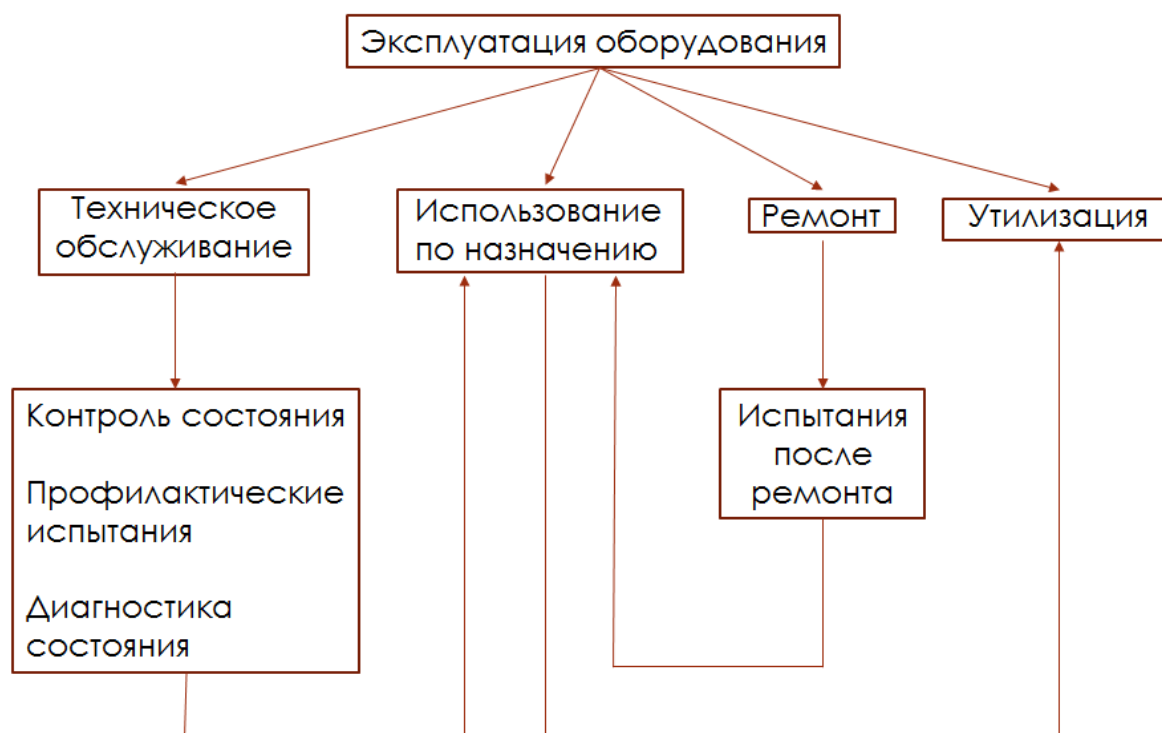 Эксплуатация оборудования
Техническое
обслуживание
Использование
по назначению
Ремонт
Утилизация
Контроль состояния
Профилактические
испытания
Диагностика
состояния
Испытания
после
ремонта